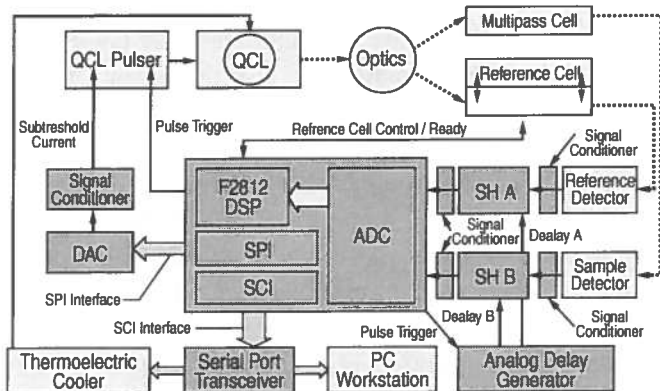 Multipass Cell
QCL Pulser
QCL
Optics
Reference Cell
Subtreshold
Current
Pulse Trigger
Refrence Cell Control / Ready
Signal
Conditioner
Signal
Conditioner
F2812
DSP
ADC
SH A
Reference
Detector
DAC
SPI
Signal
Conditioner
Dealay A
SPI Interface
SCI
SH B
Sample
Detector
SCI Interface
Dealay B
Pulse Trigger
Signal
Conditioner
Thermoelectric
Cooler
Serial Port
Transceiver
PC
Workstation
Analog Delay
Generator